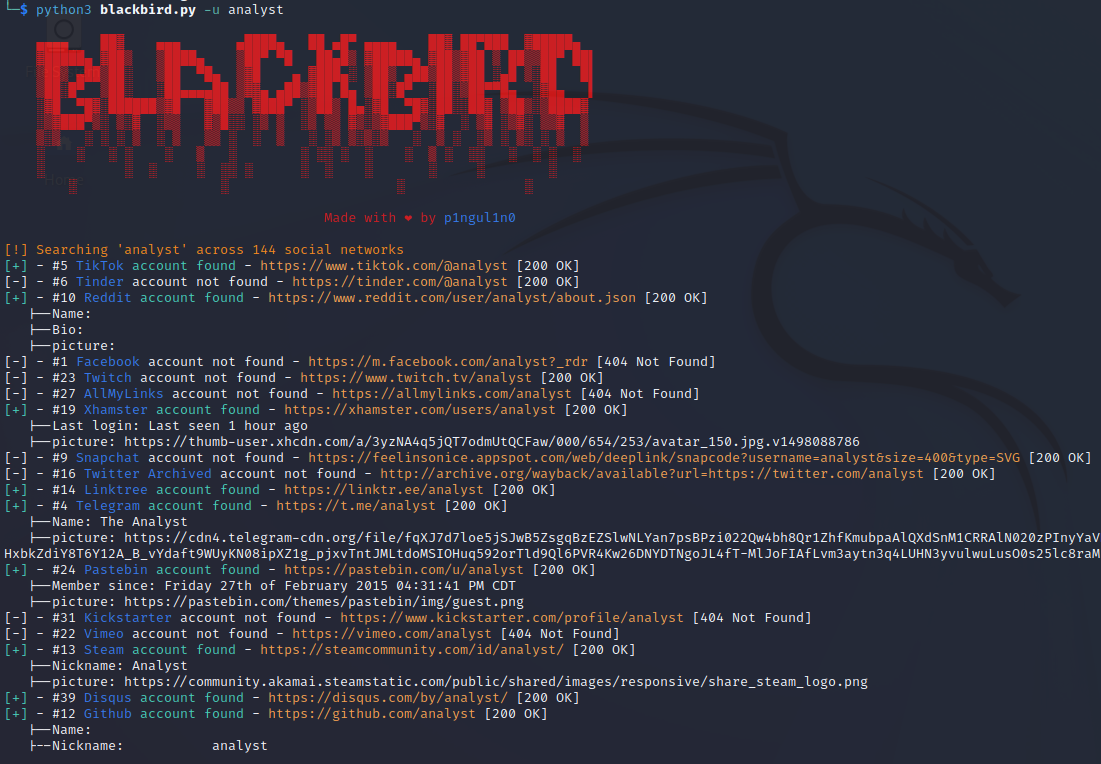 └─$ python3 blackbird.py -u analyst
BLACKBIRD
Made with ❤ by p1ngul1n0
[!] Searching 'analyst' across 144 social networks
[+] - #5 TikTok account found - https://www.tiktok.com/@analyst [200 OK]
[-] - #6 Tinder account not found - https://tinder.com/@analyst [200 OK]
[+] - #10 Reddit account found - https://www.reddit.com/user/analyst/about.json [200 OK]
├──Name:
├──Bio:
├──picture:
[-] - #1 Facebook account not found - https://m.facebook.com/analyst?_rdr [404 Not Found]
[-] - #23 Twitch account not found - https://www.twitch.tv/analyst [200 OK]
[-] - #27 AllMyLinks account not found - https://allmylinks.com/analyst [404 Not Found]
[+] - #19 Xhamster account found - https://xhamster.com/users/analyst [200 OK]
├──Last login: Last seen 1 hour ago
├──picture: https://thumb-user.xhcdn.com/a/3yzNA4q5jQT7odmUtQCFaw/000/654/253/avatar_150.jpg.v1498088786
[-] - #9 Snapchat account not found - https://feelinsonice.appspot.com/web/deeplink/snapcode?username=analyst&size=400&type=SVG [200 OK]
[-] - #16 Twitter Archived account not found - http://archive.org/wayback/available?url=https://twitter.com/analyst [200 OK]
[+] - #14 Linktree account found - https://linktr.ee/analyst [200 OK]
[+] - #4 Telegram account found - https://t.me/analyst [200 OK]
├──Name: The Analyst
├──picture: https://cdn4.telegram-cdn.org/file/fqXJ7d7loe5jSJwB5ZsgqBzEZSlwNLYan7psBPzi022Qw4bh8Qr1ZhfKmubpaAlQXdSnM1CRRAlN020zPInyYaV
HxbkZdiY8T6Y12A_B_vYdaft9WUyKN08ipXZ1g_pjxvTntJMLtdoMSIOHuq592orTld9Ql6PVR4Kw26DNYDTNgoJL4fT-MlJoFIAfLvm3aytn3q4LUHN3yvulwuLusO0s25lc8raM
[+] - #24 Pastebin account found - https://pastebin.com/u/analyst [200 OK]
├──Member since: Friday 27th of February 2015 04:31:41 PM CDT
├──picture: https://pastebin.com/themes/pastebin/img/guest.png
[-] - #31 Kickstarter account not found - https://www.kickstarter.com/profile/analyst [404 Not Found]
[-] - #22 Vimeo account not found - https://vimeo.com/analyst [404 Not Found]
[+] - #13 Steam account found - https://steamcommunity.com/id/analyst/ [200 OK]
├──Nickname: Analyst
├──picture: https://community.akamai.steamstatic.com/public/shared/images/responsive/share_steam_logo.png
[+] - #39 Disqus account found - https://disqus.com/by/analyst/ [200 OK]
[+] - #12 Github account found - https://github.com/analyst [200 OK]
├──Name:
├--Nickname: analyst